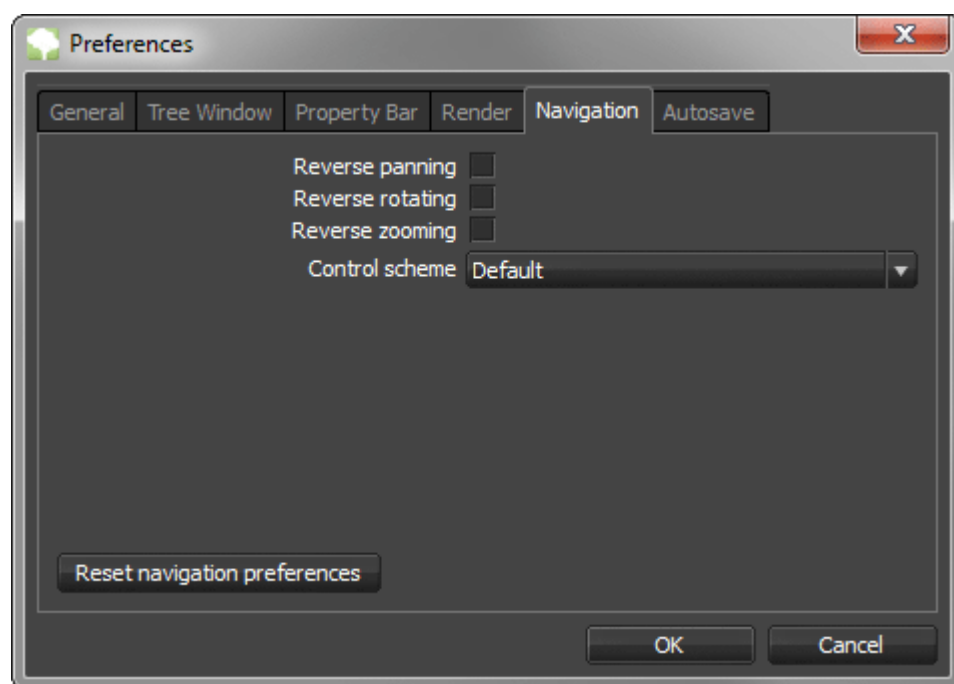 Preferences
General Tree Window Property Bar Render Navigation Autosave
Reverse panning
Reverse rotating
Reverse zooming
Control scheme Default
Reset navigation preferences
OK Cancel